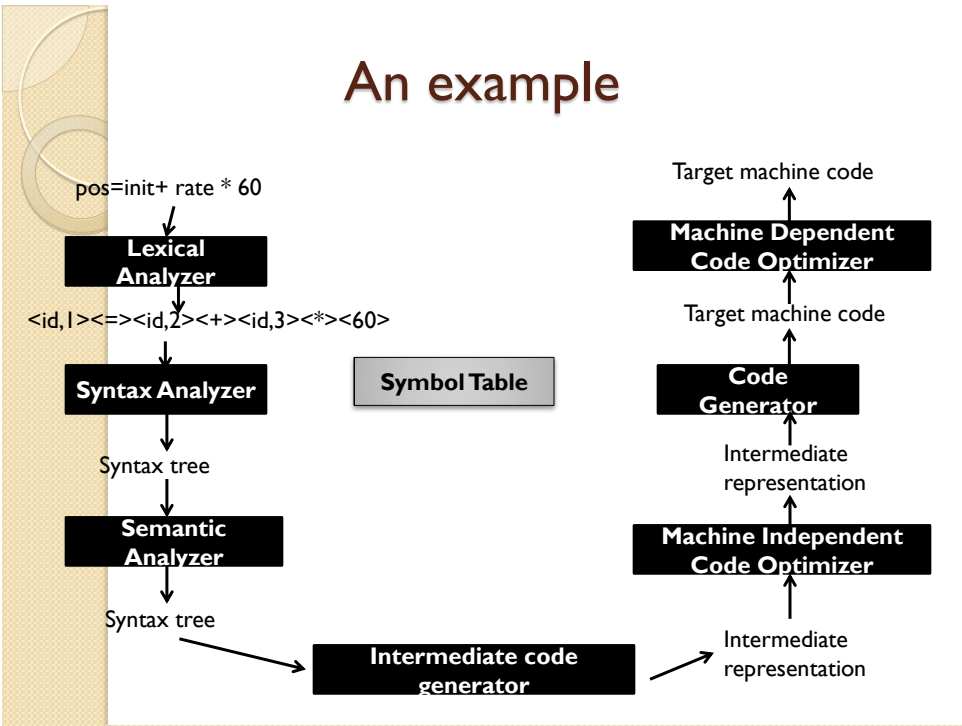 An example
pos=init+ rate * 60
Lexical
Analyzer
<id,1><=><id,2><+><id,3><*><60>
Syntax Analyzer
Syntax tree
Semantic
Analyzer
Syntax tree
Symbol Table
Intermediate code
generator
Intermediate
representation
Machine Independent
Code Optimizer
Intermediate
representation
Code
Generator
Target machine code
Machine Dependent
Code Optimizer
Target machine code